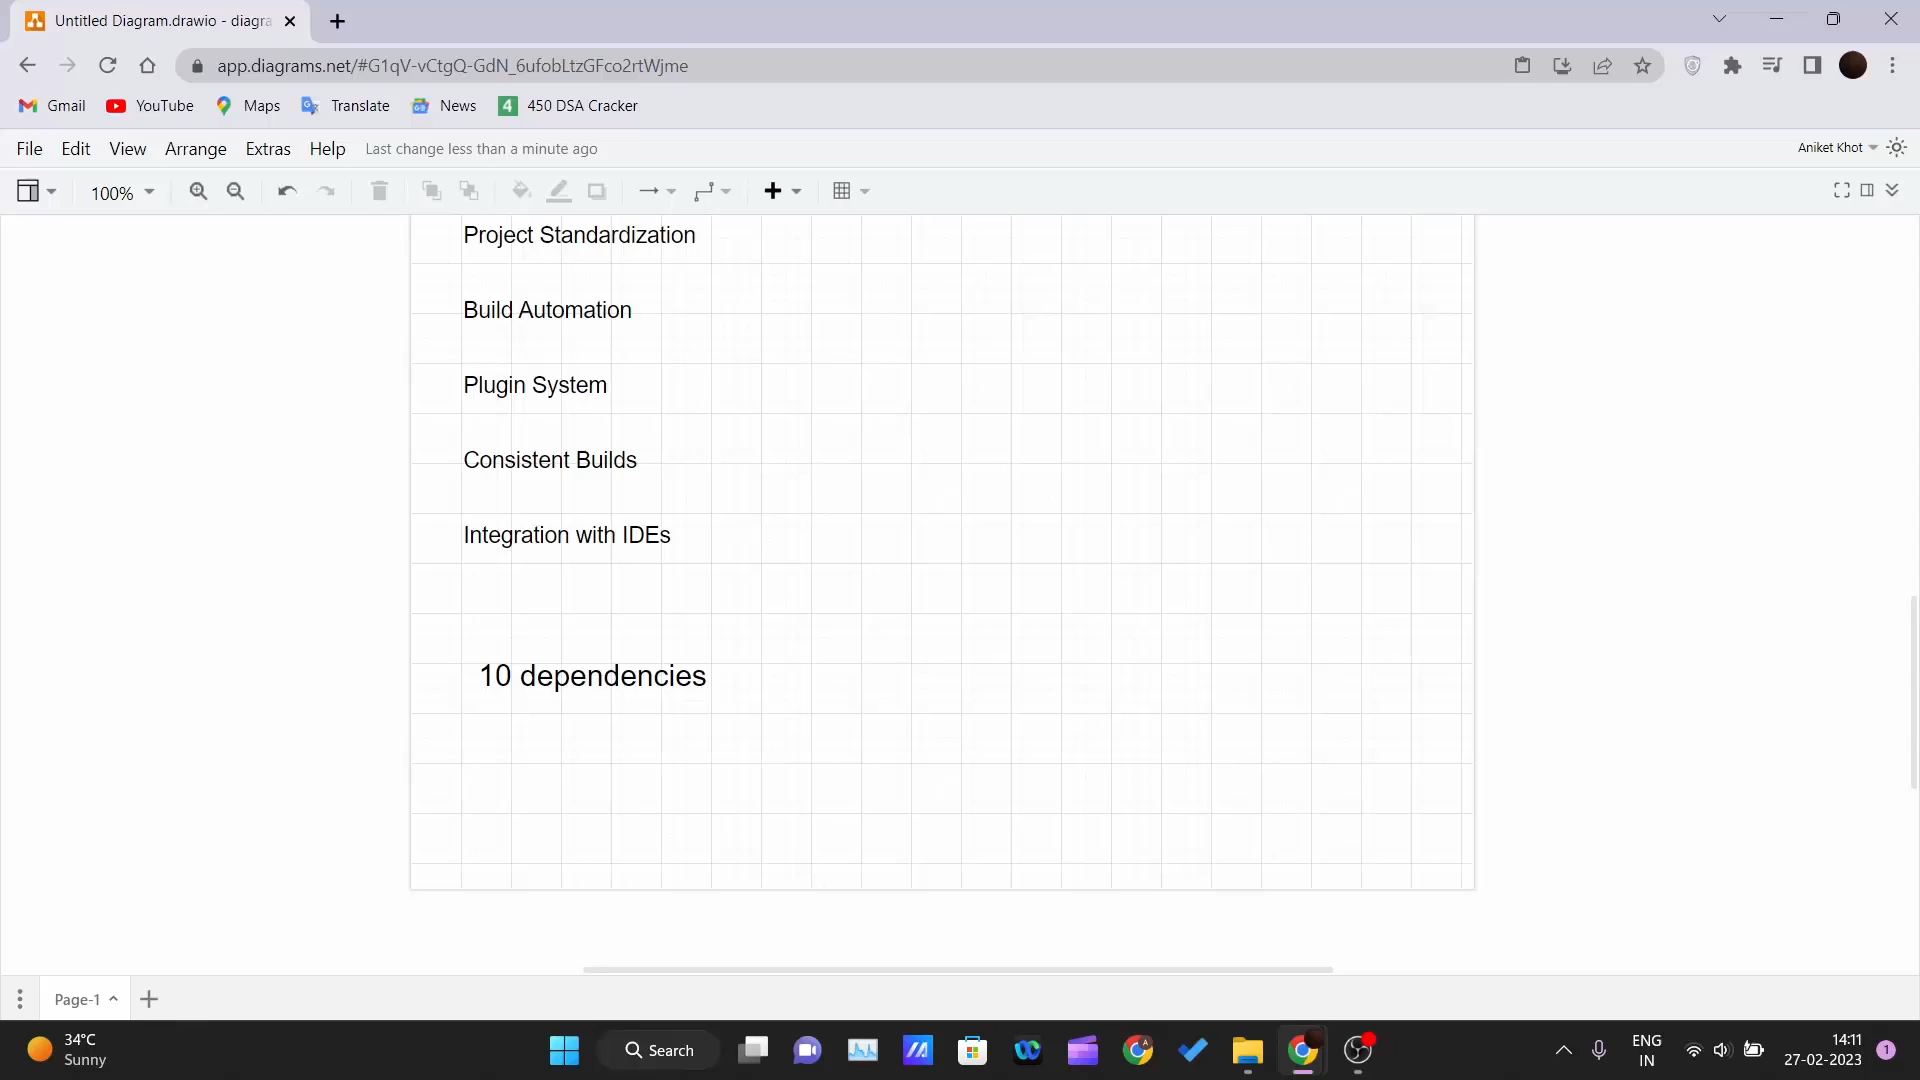 Untitled Diagram.drawio - diagra
app.diagrams.net/#G1qV-vCtgQ-GdN_6ufobLtzGFco2rtWjme
Gmail YouTube Maps Translate News 4 450 DSA Cracker
File Edit View Arrange Extras Help Last change less than a minute ago Aniket Khot
100%
Project Standardization
Build Automation
Plugin System
Consistent Builds
Integration with IDEs
10 dependencies
Page-1
34°C
Sunny
Search
A
ENG
IN
14:11
27-02-2023
1